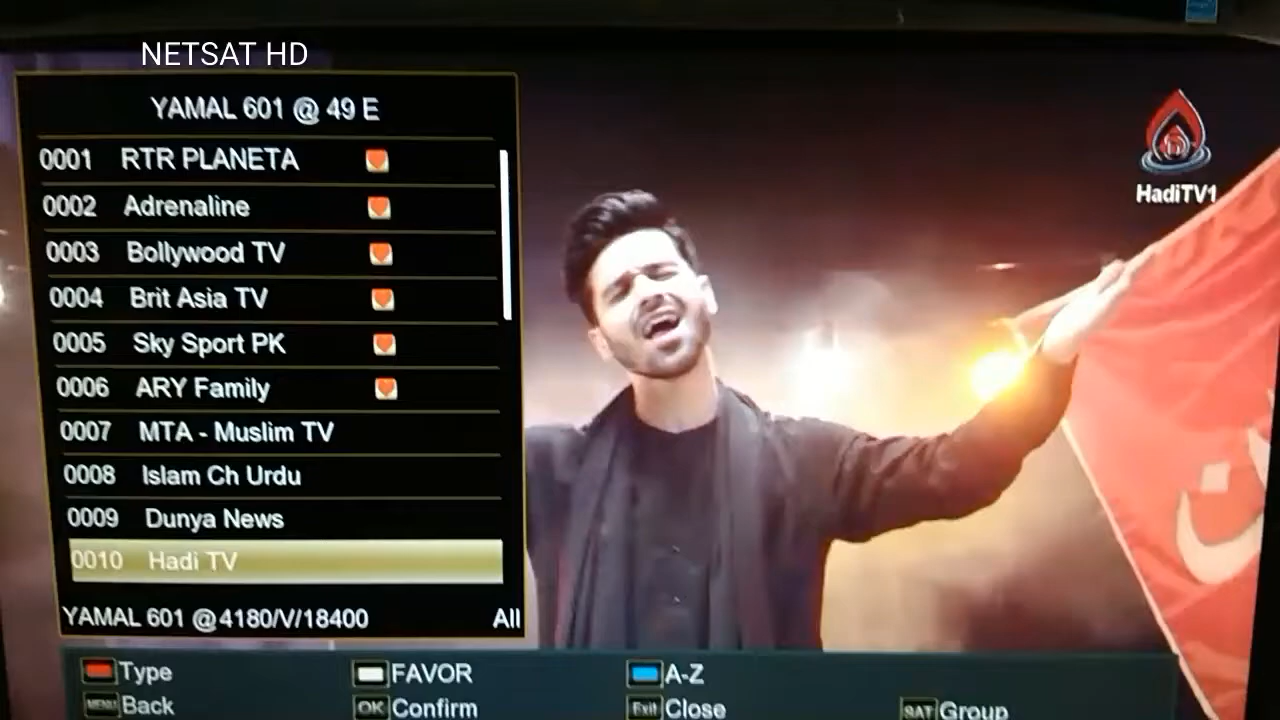 NETSAT HD
YAMAL 601 @ 49 E
0001 RTR PLANETA
0002 Adrenaline
0003 Bollywood TV
0004 Brit Asia TV
0005 Sky Sport PK
0006 ARY Family
0007 MTA - Muslim TV
0008 Islam Ch Urdu
0009 Dunya News
0010 Hadi TV
YAMAL 601 @4180/V/18400 All
HadiTV1
Type FAVOR A-Z
MENU Back OK Confirm Exit Close SAT Group